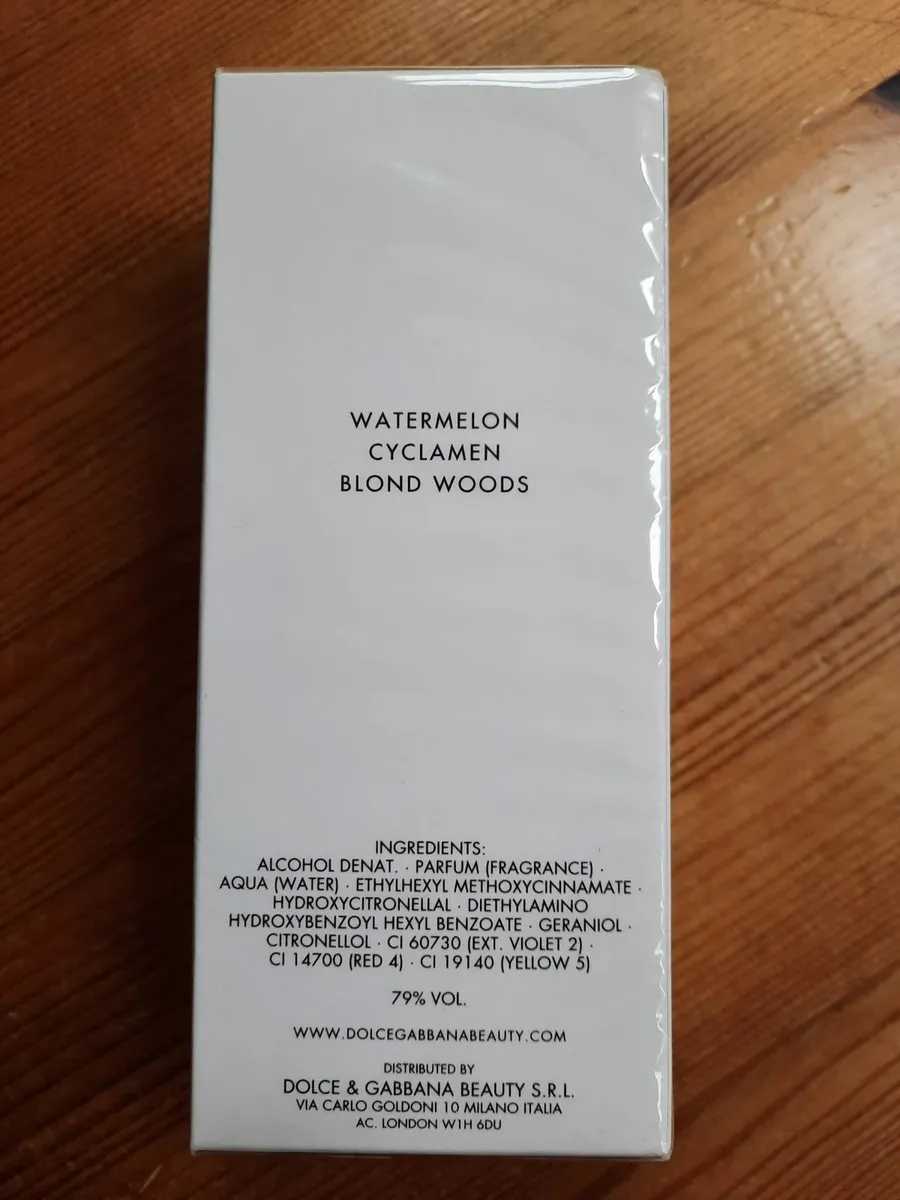 WATERMELON
CYCLAMEN
BLOND WOODS
INGREDIENTS:
ALCOHOL DENAT. · PARFUM (FRAGRANCE) ·
AQUA (WATER) · ETHYLHEXYL METHOXYCINNAMATE ·
HYDROXYCITRONELLAL · DIETHYLAMINO
HYDROXYBENZOYL HEXYL BENZOATE · GERANIOL ·
CITRONELLOL · CI 60730 (EXT. VIOLET 2) ·
CI 14700 (RED 4) · CI 19140 (YELLOW 5)
79% VOL.
WWW.DOLCEGABBANABEAUTY.COM
DISTRIBUTED BY
DOLCE & GABBANA BEAUTY S.R.L.
VIA CARLO GOLDONI 10 MILANO ITALIA
AC. LONDON W1H 6DU